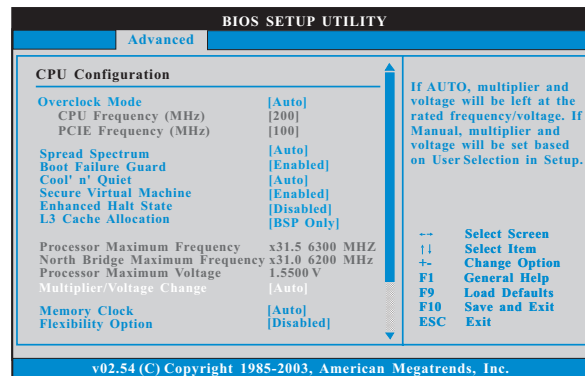 BIOS SETUP UTILITY
Advanced
CPU Configuration
Overclock Mode [Auto]
CPU Frequency (MHz) [200]
PCIE Frequency (MHz) [100]
Spread Spectrum [Auto]
Boot Failure Guard [Enabled]
Cool' n' Quiet [Auto]
Secure Virtual Machine [Enabled]
Enhanced Halt State [Disabled]
L3 Cache Allocation [BSP Only]
Processor Maximum Frequency x31.5 6300 MHZ
North Bridge Maximum Frequency x31.0 6200 MHz
Processor Maximum Voltage 1.5500 V
Multiplier/Voltage Change [Auto]
Memory Clock [Auto]
Flexibility Option [Disabled]
If AUTO, multiplier and
voltage will be left at the
rated frequency/voltage. If
Manual, multiplier and
voltage will be set based
on User Selection in Setup.
←→ Select Screen
↑↓ Select Item
+- Change Option
F1 General Help
F9 Load Defaults
F10 Save and Exit
ESC Exit
v02.54 (C) Copyright 1985-2003, American Megatrends, Inc.